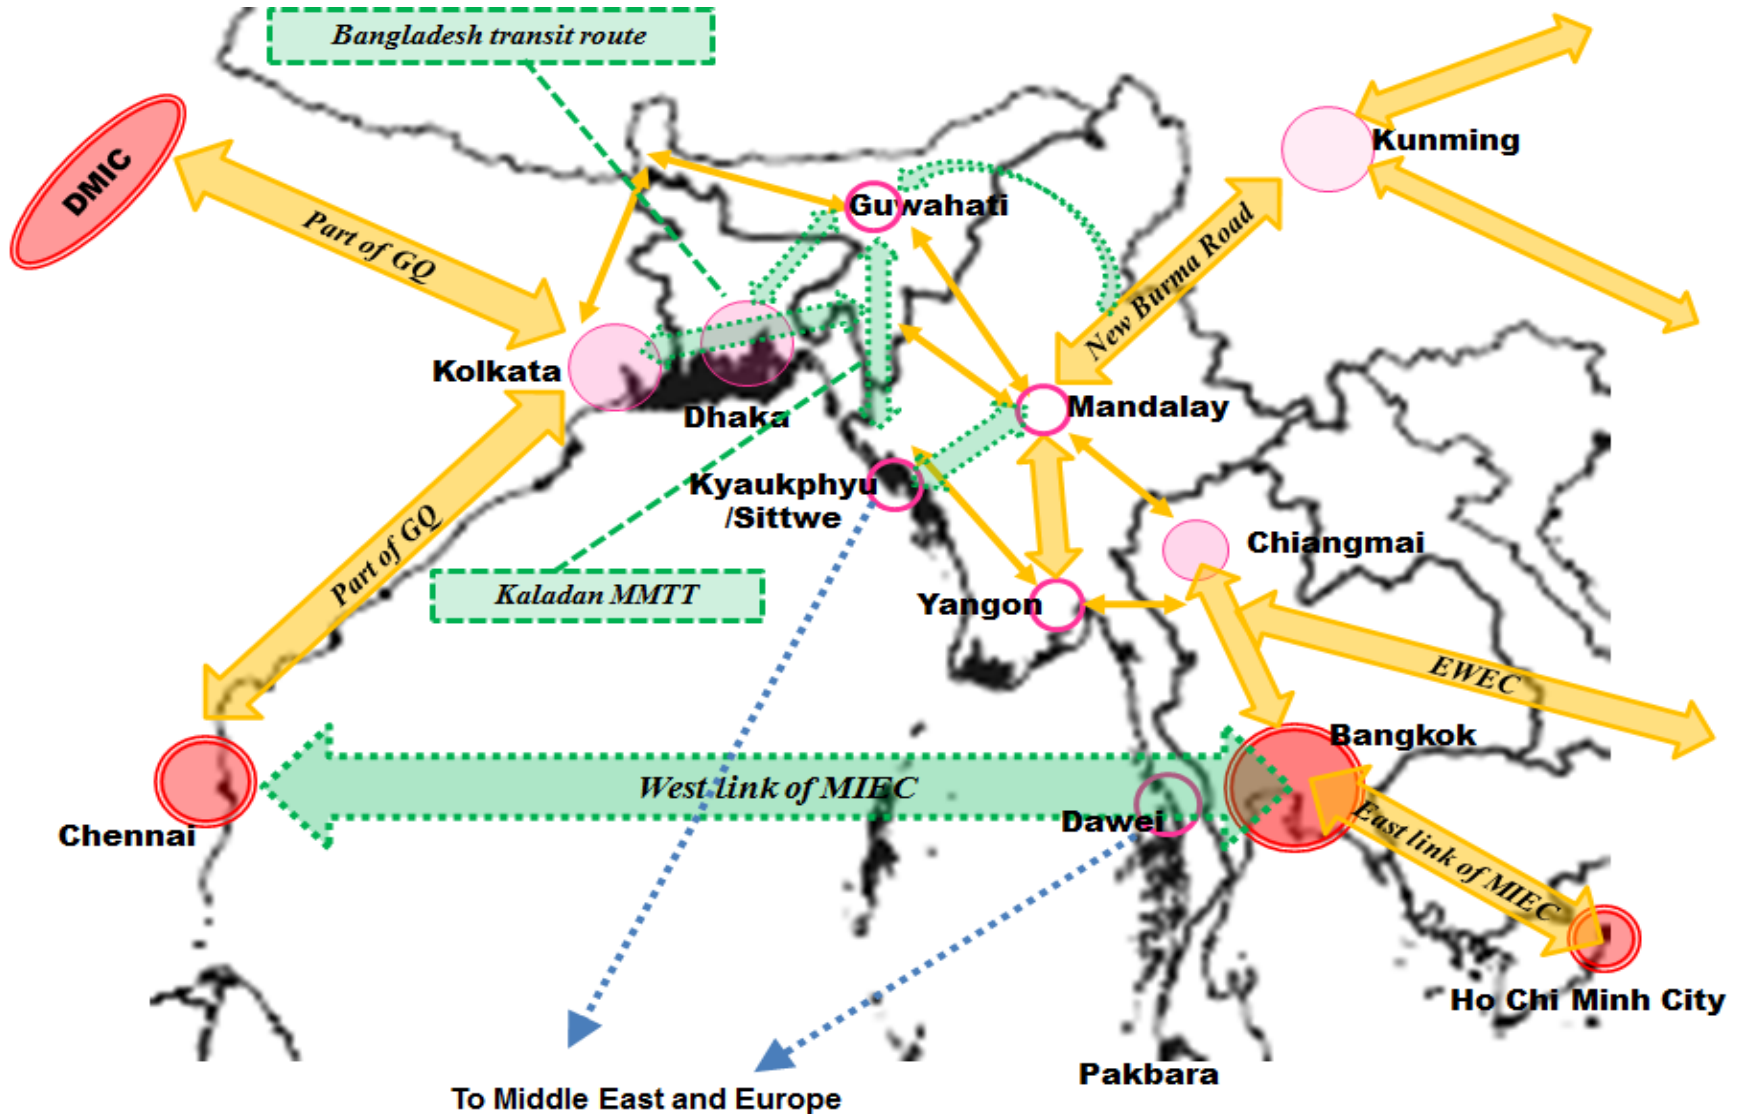 Bangladesh transit route
DMIC
Kunming
Part of GQ
Guwahati
New Burma Road
Kolkata
Dhaka
Mandalay
Kyaukphyu
/Sittwe
Part of GQ
Chiangmai
Kaladan MMTT
Yangon
EWEC
Bangkok
West link of MIEC
Chennai
Dawei
East link of MIEC
Ho Chi Minh City
Pakbara
To Middle East and Europe